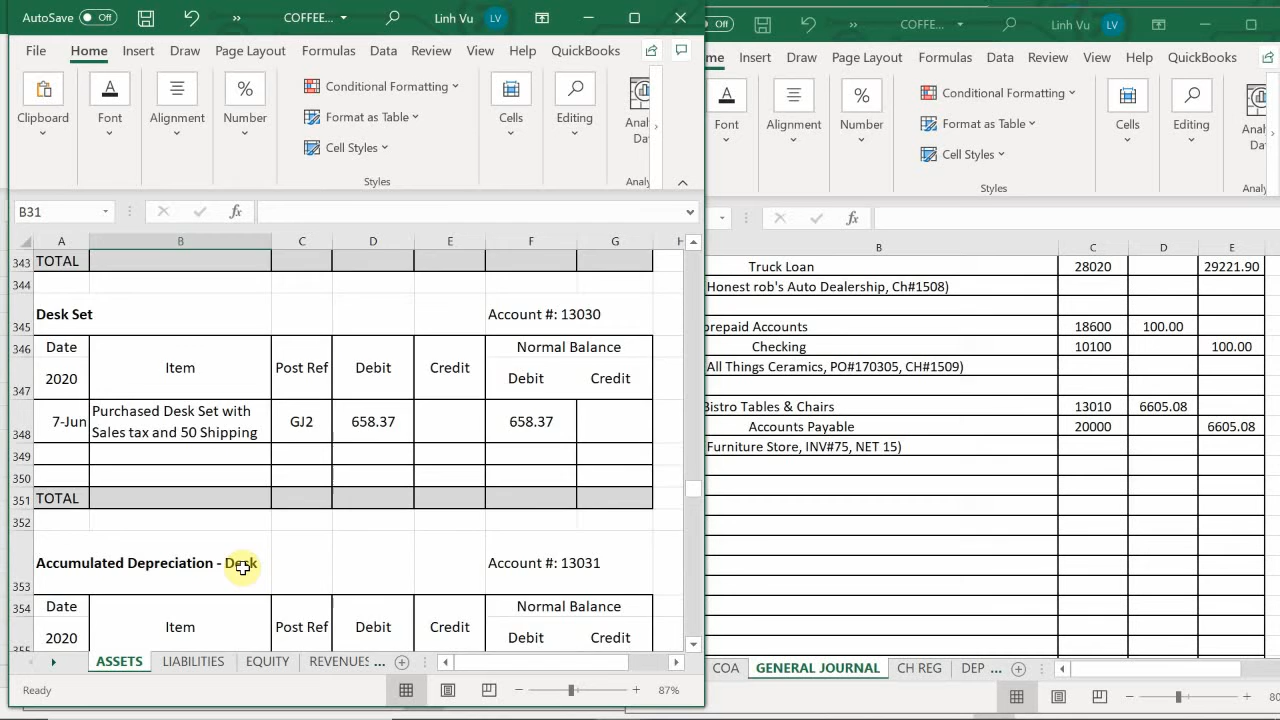 AutoSave Off COFFEE... Linh Vu LV
File Home Insert Draw Page Layout Formulas Data Review View Help QuickBooks
Clipboard Font Alignment Number Conditional Formatting Cells Editing
Format as Table
Cell Styles
Styles
B31 fx
A B C D E F G
343 TOTAL
344
345 Desk Set Account #: 13030
346 Date Item Post Ref Debit Credit Normal Balance
347 2020 Debit Credit
348 7-Jun Purchased Desk Set with GJ2 658.37 658.37
Sales tax and 50 Shipping
349
350
351 TOTAL
352
353 Accumulated Depreciation - Desk Account #: 13031
354 Date Item Post Ref Debit Credit Normal Balance
2020 Debit Credit
ASSETS LIABILITIES EQUITY REVENUES ...
Ready 87%
Off COFFE... Linh Vu LV
Insert Draw Page Layout Formulas Data Review View Help QuickBooks
Font Alignment Number Conditional Formatting Cells Editing
Format as Table
Cell Styles
Styles
fx
B C D E
Truck Loan 28020 29221.90
Honest rob's Auto Dealership, Ch#1508)
prepaid Accounts 18600 100.00
Checking 10100 100.00
All Things Ceramics, PO#170305, CH#1509)
Bistro Tables & Chairs 13010 6605.08
Accounts Payable 20000 6605.08
Furniture Store, INV#75, NET 15)
COA GENERAL JOURNAL CH REG DEP ...